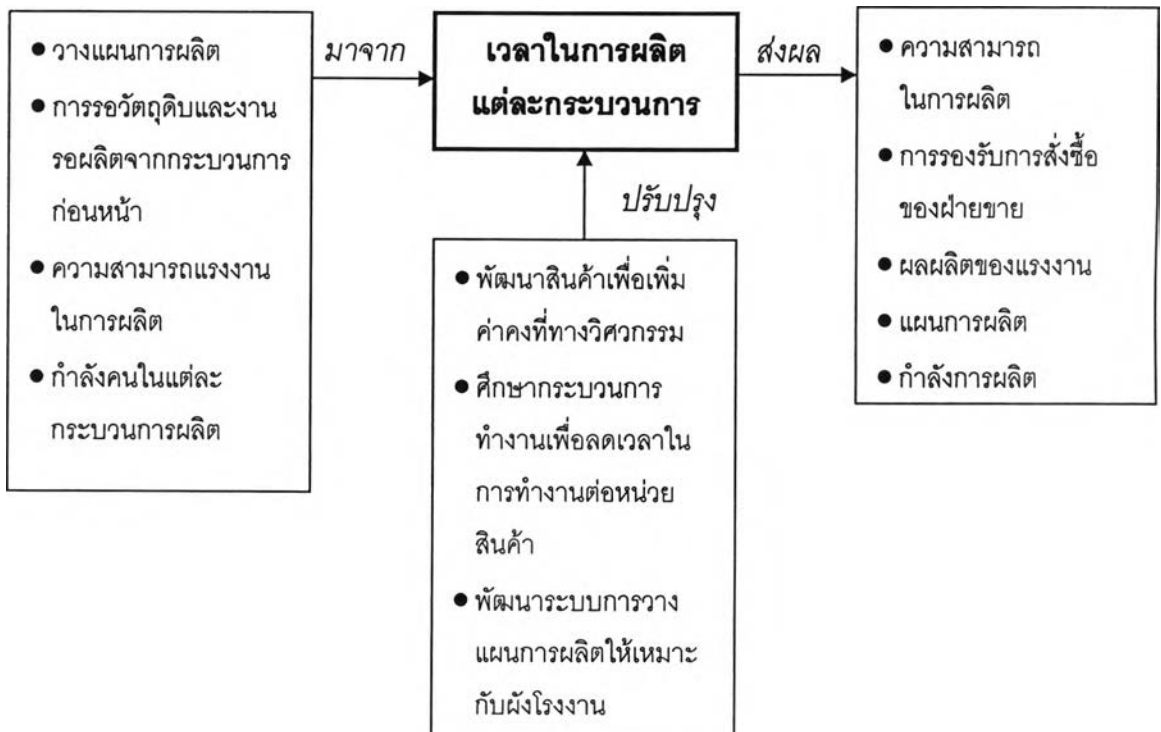 วางแผนการผลิต
การรอวัตถุดิบและงาน
รอผลิตจากกระบวนการ
ก่อนหน้า
ความสามารถแรงงาน
ในการผลิต
กำลังคนในแต่ละ
กระบวนการผลิต
มาจาก
เวลาในการผลิต
แต่ละกระบวนการ
ส่งผล
ความสามารถ
ในการผลิต
การรองรับการสั่งซื้อ
ของฝ่ายขาย
ผลผลิตของแรงงาน
แผนการผลิต
กำลังการผลิต
ปรับปรุง
พัฒนาสินค้าเพื่อเพิ่ม
ค่าคงที่ทางวิศวกรรม
ศึกษากระบวนการ
ทำงานเพื่อลดเวลาใน
การทำงานต่อหน่วย
สินค้า
พัฒนาระบบการวาง
แผนการผลิตให้เหมาะ
กับผังโรงงาน